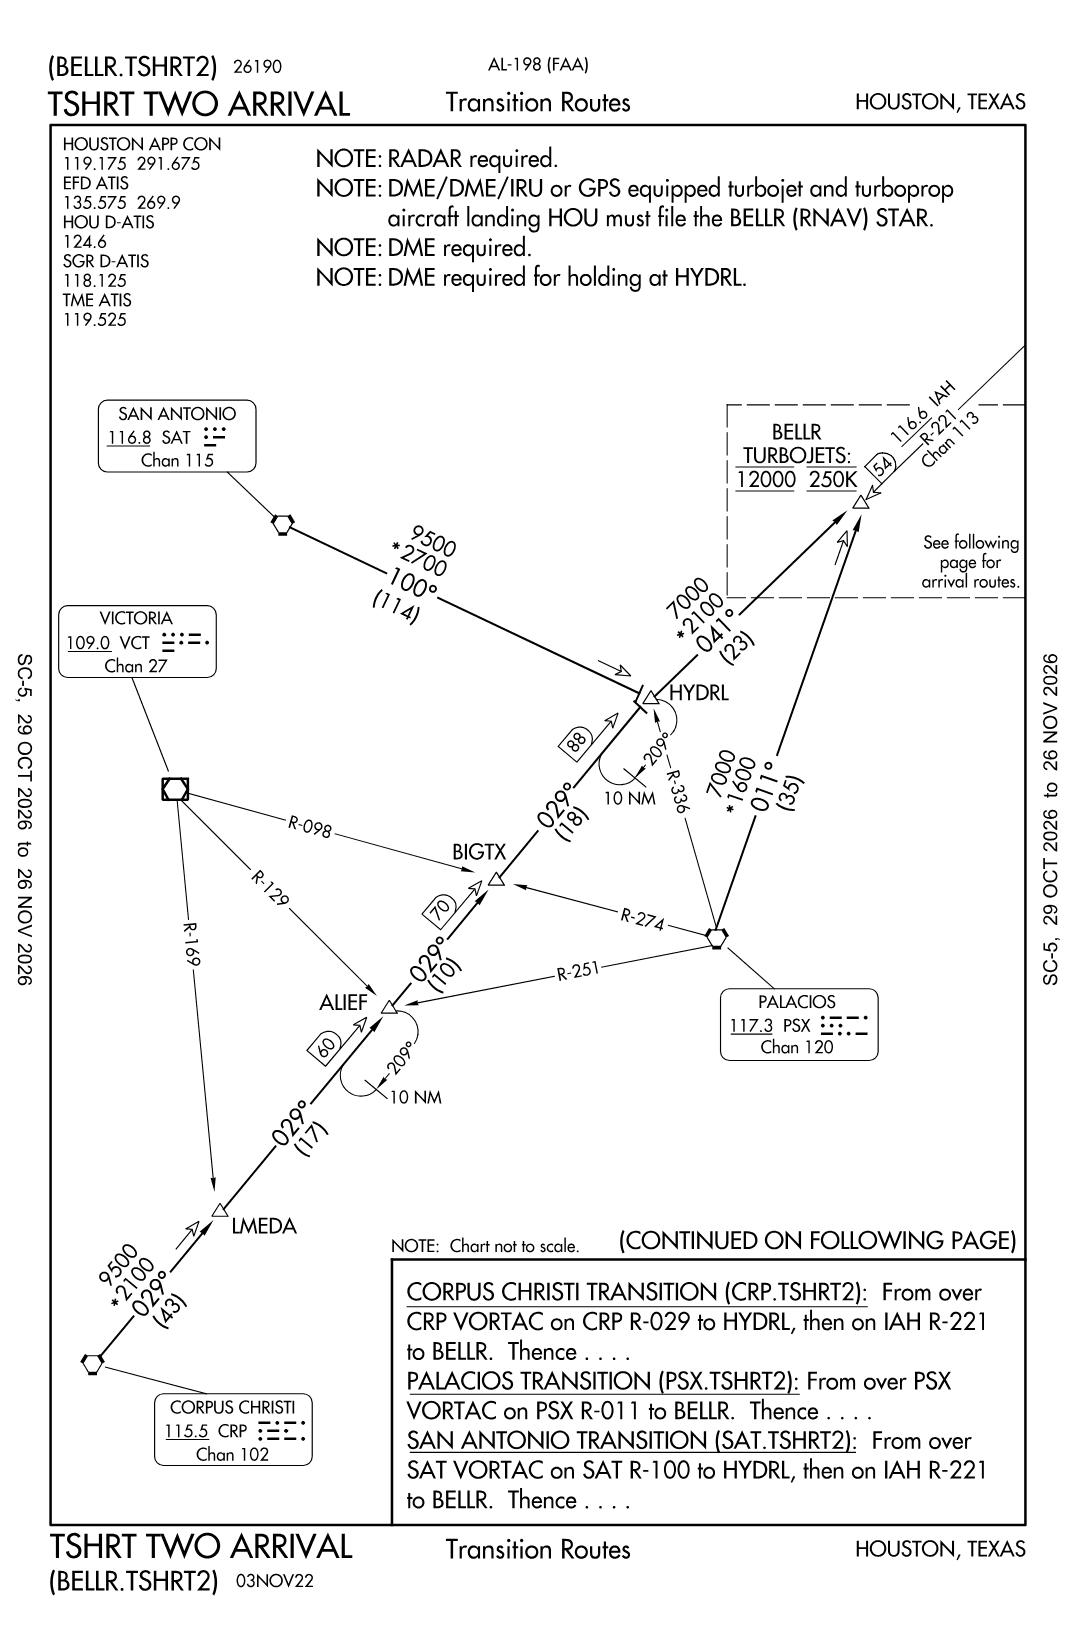 (BELLR.TSHRT2) 26190
AL-198 (FAA)
TSHRT TWO ARRIVAL
Transition Routes
HOUSTON, TEXAS
HOUSTON APP CON
119.175 291.675
EFD ATIS
135.575 269.9
HOU D-ATIS
124.6
SGR D-ATIS
118.125
TME ATIS
119.525
NOTE: RADAR required.
NOTE: DME/DME/IRU or GPS equipped turbojet and turboprop
aircraft landing HOU must file the BELLR (RNAV) STAR.
NOTE: DME required.
NOTE: DME required for holding at HYDRL.
SAN ANTONIO
116.8 SAT
Chan 115
BELLR
TURBOJETS:
12000 250K
116.6 IAH
R-221
Chan 113
54
See following
page for
arrival routes.
9500
*2700
100°
(114)
7000
*2100
041°
(23)
VICTORIA
109.0 VCT
Chan 27
HYDRL
88
209°
10 NM
R-336
7000
*1600
011°
(35)
029°
(18)
R-098
BIGTX
R-129
70
R-274
R-169
029°
(10)
R-251
ALIEF
60
209°
10 NM
PALACIOS
117.3 PSX
Chan 120
029°
(17)
LMEDA
9500
*2100
029°
(43)
CORPUS CHRISTI
115.5 CRP
Chan 102
NOTE: Chart not to scale.
(CONTINUED ON FOLLOWING PAGE)
CORPUS CHRISTI TRANSITION (CRP.TSHRT2): From over
CRP VORTAC on CRP R-029 to HYDRL, then on IAH R-221
to BELLR. Thence . . . .
PALACIOS TRANSITION (PSX.TSHRT2): From over PSX
VORTAC on PSX R-011 to BELLR. Thence . . . .
SAN ANTONIO TRANSITION (SAT.TSHRT2): From over
SAT VORTAC on SAT R-100 to HYDRL, then on IAH R-221
to BELLR. Thence . . . .
SC-5, 29 OCT 2026 to 26 NOV 2026
SC-5, 29 OCT 2026 to 26 NOV 2026
TSHRT TWO ARRIVAL
Transition Routes
HOUSTON, TEXAS
(BELLR.TSHRT2) 03NOV22